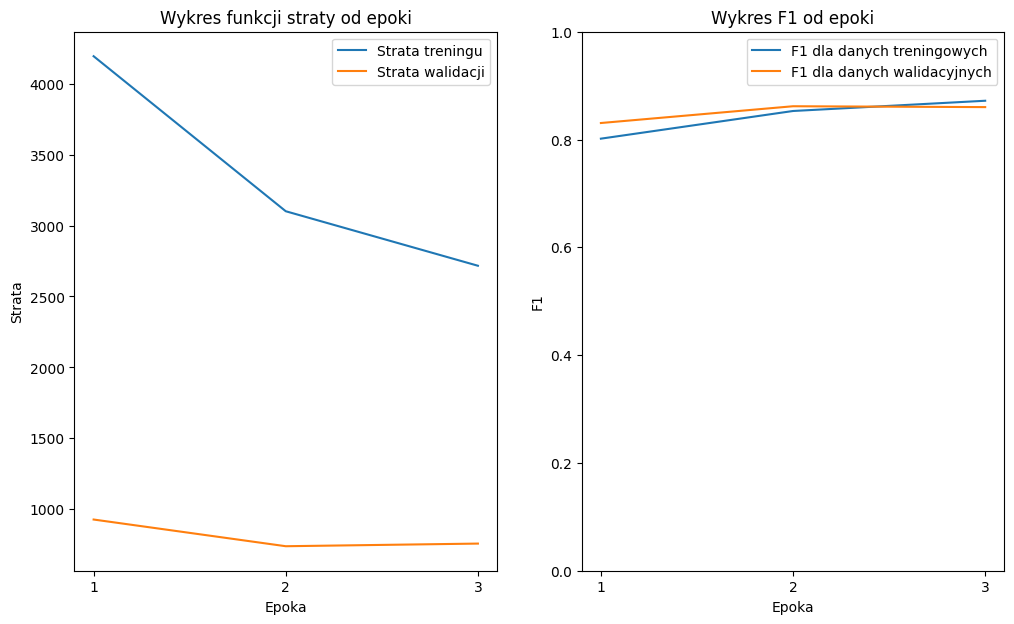 Wykres funkcji straty od epoki
Strata treningu
Strata walidacji
4000
3500
3000
2500
2000
1500
1000
Strata
1
2
3
Epoka
Wykres F1 od epoki
F1 dla danych treningowych
F1 dla danych walidacyjnych
1.0
0.8
0.6
0.4
0.2
0.0
F1
1
2
3
Epoka